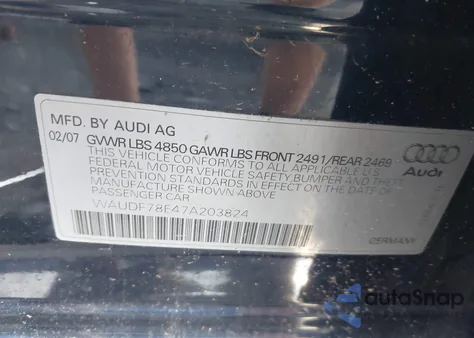 MFD. BY AUDI AG
02/07 GVWR LBS 4850 GAWR LBS FRONT 2491/REAR 2469
THIS VEHICLE CONFORMS TO ALL APPLICABLE U.S.
FEDERAL MOTOR VEHICLE SAFETY, BUMPER, AND
THEFT PREVENTION STANDARDS IN EFFECT ON THE
DATE OF MANUFACTURE SHOWN ABOVE
PASSENGER CAR
WAUDF78E47A203824
Audi
GERMANY
autoSnap